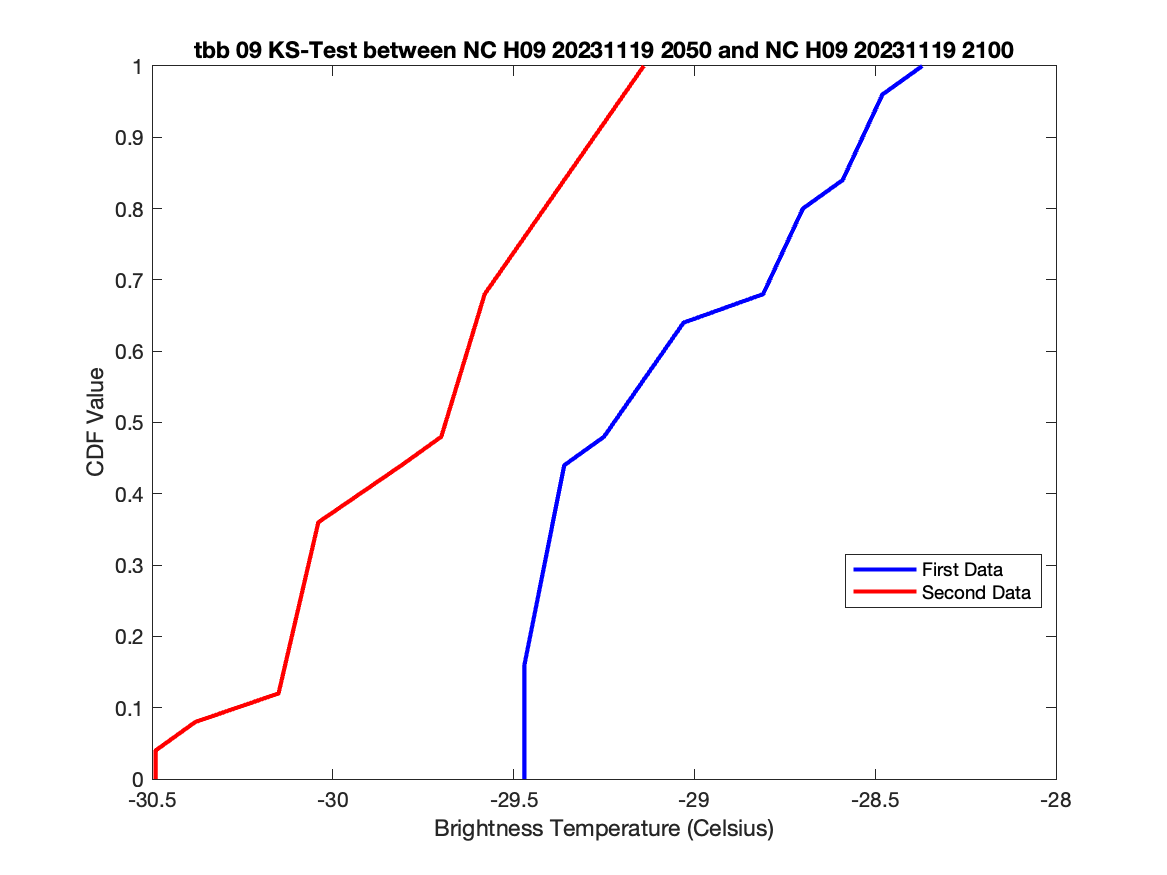 tbb 09 KS-Test between NC H09 20231119 2050 and NC H09 20231119 2100
1
0.9
0.8
0.7
0.6
0.5
0.4
0.3
0.2
0.1
0
CDF Value
First Data
Second Data
-30.5 -30 -29.5 -29 -28.5 -28
Brightness Temperature (Celsius)